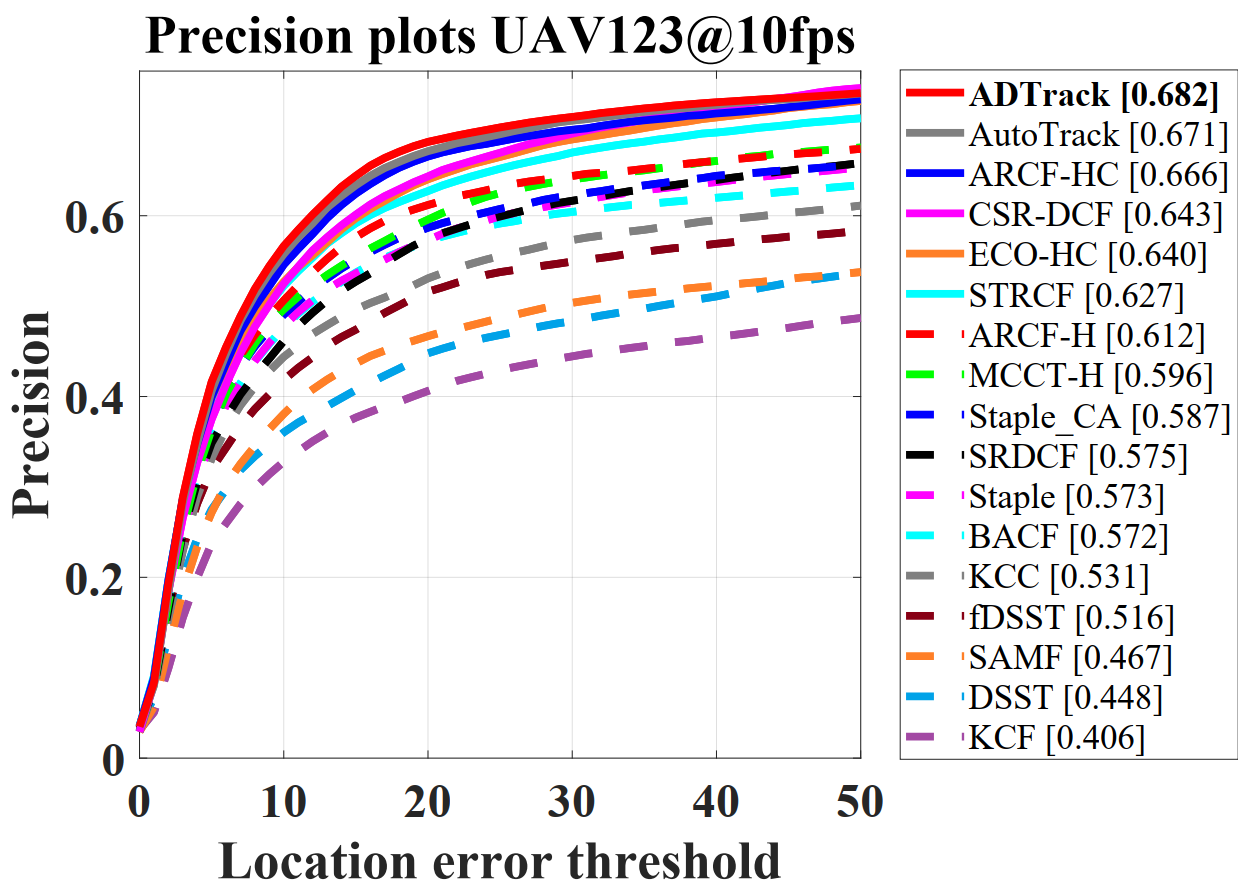 Precision plots UAV123@10fps
Precision
0.6
0.4
0.2
0
0 10 20 30 40 50
Location error threshold
ADTrack [0.682]
AutoTrack [0.671]
ARCF-HC [0.666]
CSR-DCF [0.643]
ECO-HC [0.640]
STRCF [0.627]
ARCF-H [0.612]
MCCT-H [0.596]
Staple_CA [0.587]
SRDCF [0.575]
Staple [0.573]
BACF [0.572]
KCC [0.531]
fDSST [0.516]
SAMF [0.467]
DSST [0.448]
KCF [0.406]